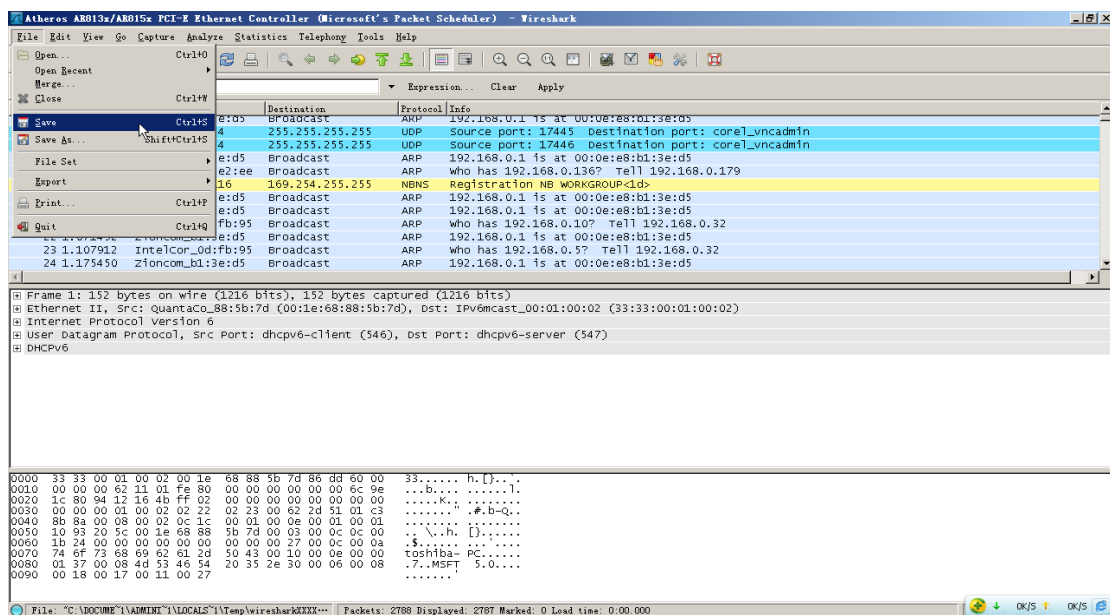 Atheros AR813x/AR815x PCI-E Ethernet Controller (Microsoft's Packet Scheduler) - Wireshark
File Edit View Go Capture Analyze Statistics Telephony Tools Help
Open... Ctrl+O
Open Recent
Merge...
Close Ctrl+W
Save Ctrl+S
Save As... Shift+Ctrl+S
File Set
Export
Print... Ctrl+P
Quit Ctrl+Q
Expression... Clear Apply
Destination Protocol Info
e:d5 Broadcast ARP 192.168.0.1 is at 00:0e:e8:b1:3e:d5
4 255.255.255.255 UDP Source port: 17445 Destination port: corel_vncadmin
4 255.255.255.255 UDP Source port: 17446 Destination port: corel_vncadmin
e:d5 Broadcast ARP 192.168.0.1 is at 00:0e:e8:b1:3e:d5
e2:ee Broadcast ARP Who has 192.168.0.136? Tell 192.168.0.179
16 169.254.255.255 NBNS Registration NB WORKGROUP<1d>
e:d5 Broadcast ARP 192.168.0.1 is at 00:0e:e8:b1:3e:d5
e:d5 Broadcast ARP 192.168.0.1 is at 00:0e:e8:b1:3e:d5
fb:95 Broadcast ARP Who has 192.168.0.10? Tell 192.168.0.32
22 1.071492 Zioncom_b1:3e:d5 Broadcast ARP 192.168.0.1 is at 00:0e:e8:b1:3e:d5
23 1.107912 IntelCor_0d:fb:95 Broadcast ARP Who has 192.168.0.5? Tell 192.168.0.32
24 1.175450 Zioncom_b1:3e:d5 Broadcast ARP 192.168.0.1 is at 00:0e:e8:b1:3e:d5
Frame 1: 152 bytes on wire (1216 bits), 152 bytes captured (1216 bits)
Ethernet II, Src: QuantaCo_88:5b:7d (00:1e:68:88:5b:7d), Dst: IPv6mcast_00:01:00:02 (33:33:00:01:00:02)
Internet Protocol Version 6
User Datagram Protocol, Src Port: dhcpv6-client (546), Dst Port: dhcpv6-server (547)
DHCPv6
0000 33 33 00 01 00 02 00 1e 68 88 5b 7d 86 dd 60 00 33...... h.[}..`.
0010 00 00 00 62 11 01 fe 80 00 00 00 00 00 00 6c 9e ...b.... ......l.
0020 1c 80 94 12 16 4b ff 02 00 00 00 00 00 00 00 00 .....K.. ........
0030 00 00 00 01 00 02 02 22 02 23 00 62 2d 51 01 c3 ......." .#.b-Q..
0040 8b 8a 00 08 00 02 0c 1c 00 01 00 0e 00 01 00 01 ........ ........
0050 10 93 20 5c 00 1e 68 88 5b 7d 00 03 00 0c 0c 00 .. \..h. [}......
0060 1b 24 00 00 00 00 00 00 00 00 00 27 00 0c 00 0a .$...... ...'....
0070 74 6f 73 68 69 62 61 2d 50 43 00 10 00 0e 00 00 toshiba- PC......
0080 01 37 00 08 4d 53 46 54 20 35 2e 30 00 06 00 08 .7..MSFT 5.0....
0090 00 18 00 17 00 11 00 27 .......'
File: "C:\DOCUME~1\ADMINI~1\LOCALS~1\Temp\wiresharkXXXX... Packets: 2788 Displayed: 2787 Marked: 0 Load time: 0:00.000
0K/S 0K/S